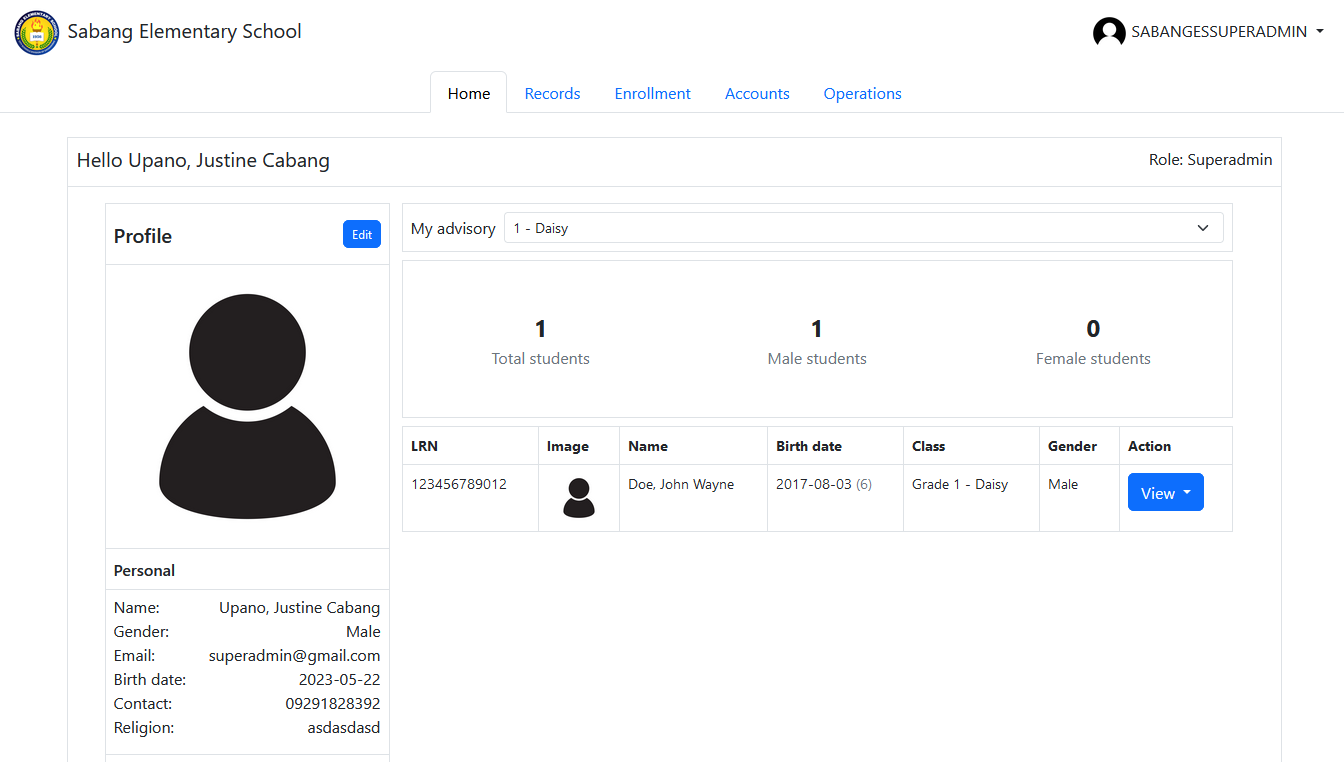 Sabang Elementary School
SABANGESSUPERADMIN
Home Records Enrollment Accounts Operations
Hello Upano, Justine Cabang
Role: Superadmin
Profile
Edit
Personal
Name: Upano, Justine Cabang
Gender: Male
Email: superadmin@gmail.com
Birth date: 2023-05-22
Contact: 09291828392
Religion: asdasdasd
My advisory 1 - Daisy
1 1 0
Total students Male students Female students
LRN Image Name Birth date Class Gender Action
123456789012 Doe, John Wayne 2017-08-03 (6) Grade 1 - Daisy Male View